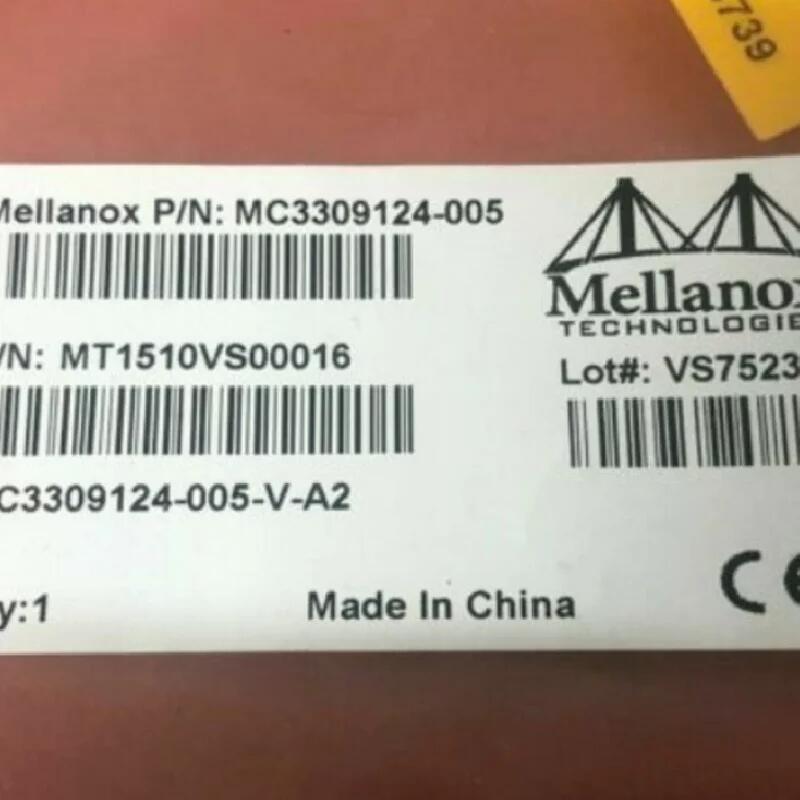 739
Mellanox P/N: MC3309124-005
Mellanox
TECHNOLOGIE
/N: MT1510VS00016
Lot#: VS7523
C3309124-005-V-A2
y:1
Made In China
CE